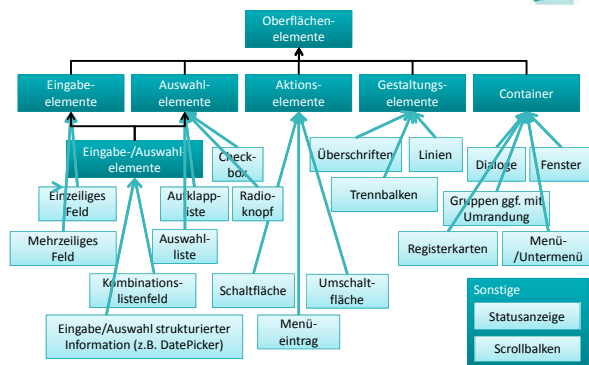 Oberflächen-
elemente
Eingabe-
elemente
Auswahl-
elemente
Aktions-
elemente
Gestaltungs-
elemente
Container
Eingabe-/Auswahl-
elemente
Check-
box
Überschriften
Linien
Dialoge
Fenster
Einzeiliges
Feld
Aufklapp-
liste
Radio-
knopf
Trennbalken
Gruppen ggf. mit
Umrandung
Mehrzeiliges
Feld
Auswahl-
liste
Registerkarten
Menü-
/Untermenü
Kombinations-
listenfeld
Schaltfläche
Umschalt-
fläche
Eingabe/Auswahl strukturierter
Information (z.B. DatePicker)
Menü-
eintrag
Sonstige
Statusanzeige
Scrollbalken